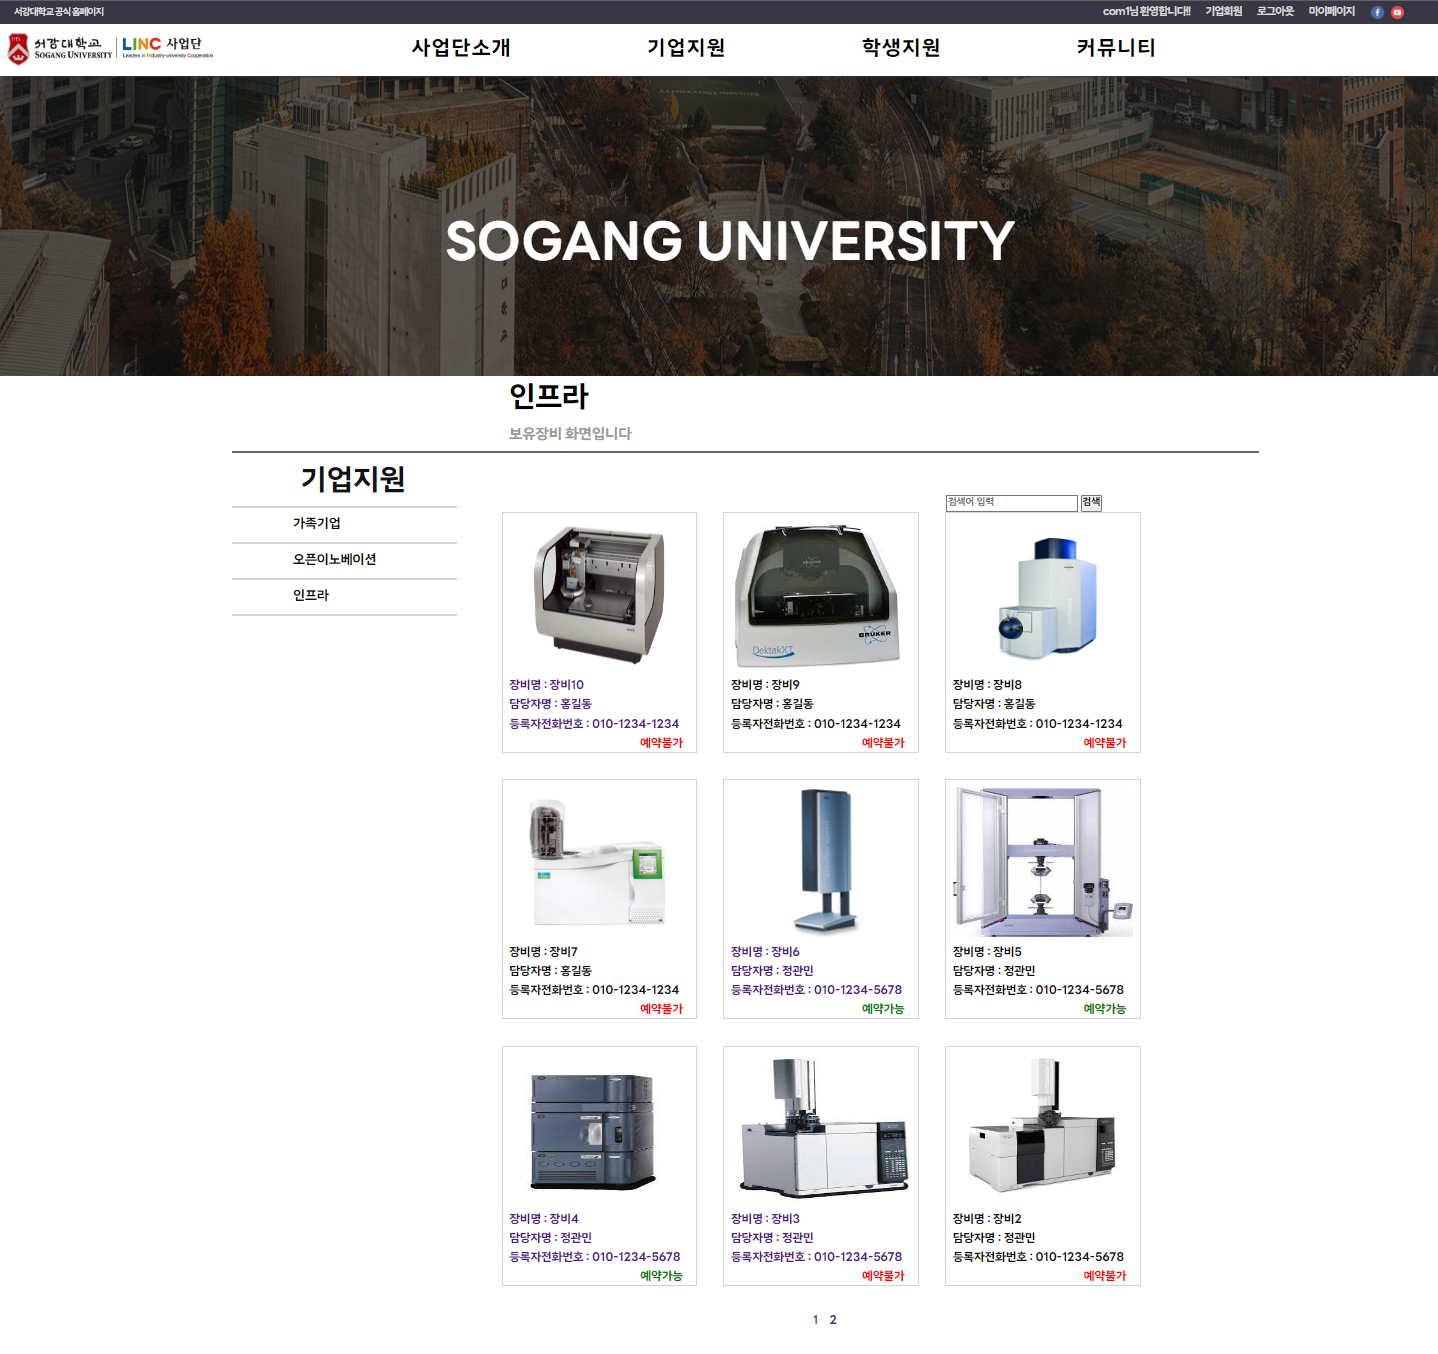 서강대학교 공식 홈페이지
com1님 환영합니다!! 기업회원 로그아웃 마이페이지
서강대학교 SOGANG UNIVERSITY
LINC 사업단
Leaders in INdustry-university Cooperation
사업단소개 기업지원 학생지원 커뮤니티
SOGANG UNIVERSITY
인프라
보유장비 화면입니다
기업지원
가족기업
오픈이노베이션
인프라
검색어 입력 검색
BRUKER
DektakXT
장비명 : 장비10
담당자명 : 홍길동
등록자전화번호 : 010-1234-1234
예약불가
장비명 : 장비9
담당자명 : 홍길동
등록자전화번호 : 010-1234-1234
예약불가
장비명 : 장비8
담당자명 : 홍길동
등록자전화번호 : 010-1234-1234
예약불가
장비명 : 장비7
담당자명 : 홍길동
등록자전화번호 : 010-1234-1234
예약불가
장비명 : 장비6
담당자명 : 정관민
등록자전화번호 : 010-1234-5678
예약가능
장비명 : 장비5
담당자명 : 정관민
등록자전화번호 : 010-1234-5678
예약가능
장비명 : 장비4
담당자명 : 정관민
등록자전화번호 : 010-1234-5678
예약가능
장비명 : 장비3
담당자명 : 정관민
등록자전화번호 : 010-1234-5678
예약불가
장비명 : 장비2
담당자명 : 정관민
등록자전화번호 : 010-1234-5678
예약불가
1 2